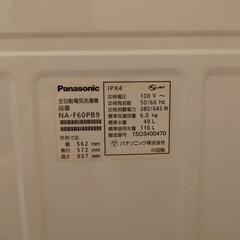 Panasonic
全自動電気洗濯機
品番
NA-F60PB9
外形寸法
幅 562 mm
奥行 572 mm
高さ 907 mm
IPX4
JET
定格電圧 100 V～
定格周波数 50/60 Hz
定格消費電力 380/445 W
標準洗濯容量 6.0 kg
標準水量 49 L
標準使用水量 116 L
製造番号 15D3400470
パナソニック株式会社
中国製